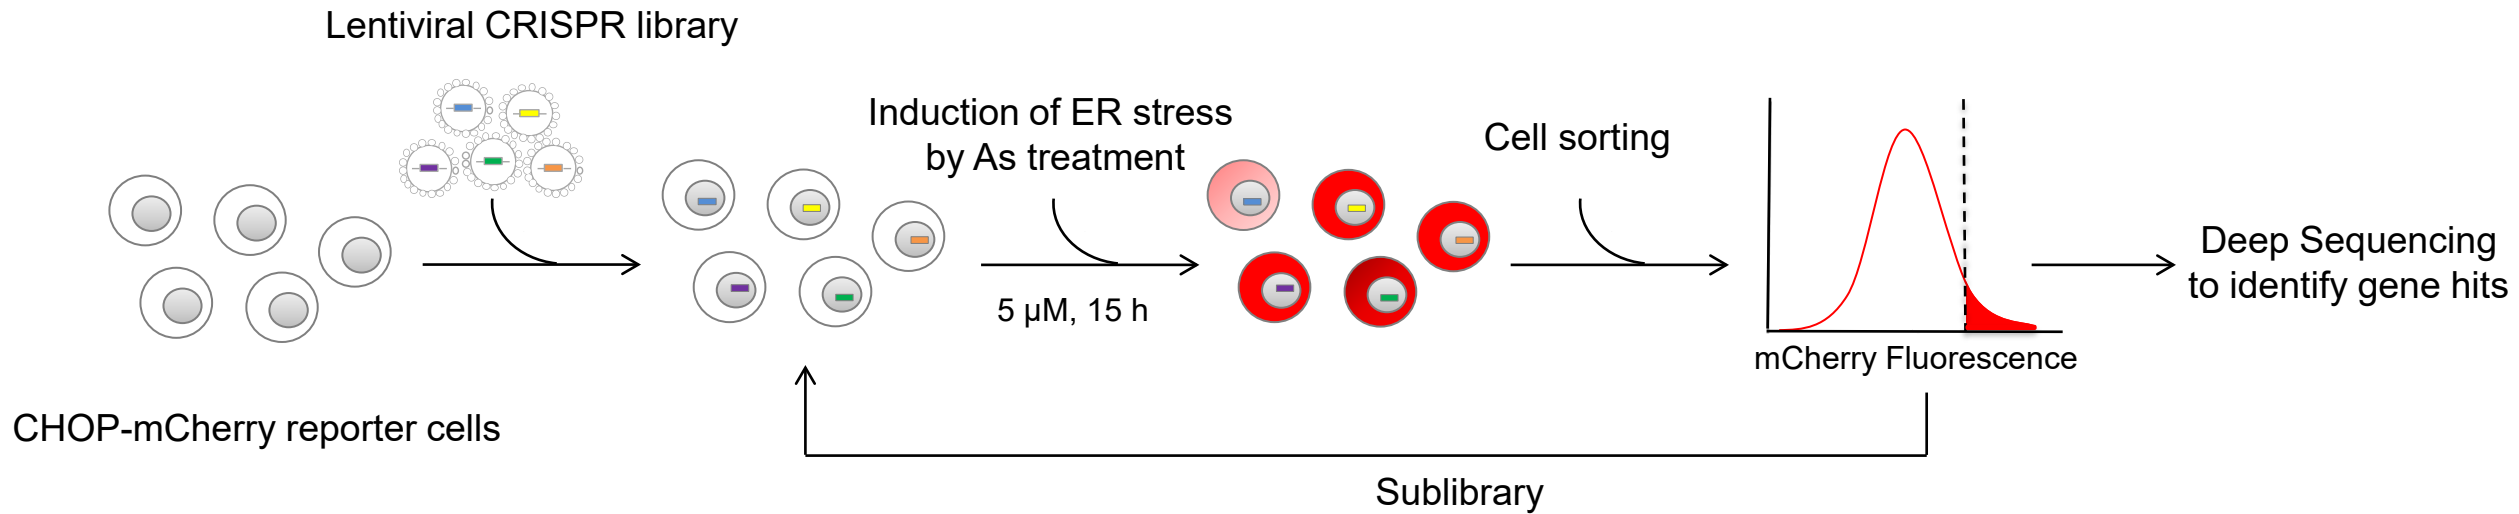 Lentiviral CRISPR library
Induction of ER stress
by As treatment
5 µM, 15 h
Cell sorting
mCherry Fluorescence
Deep Sequencing
to identify gene hits
CHOP-mCherry reporter cells
Sublibrary